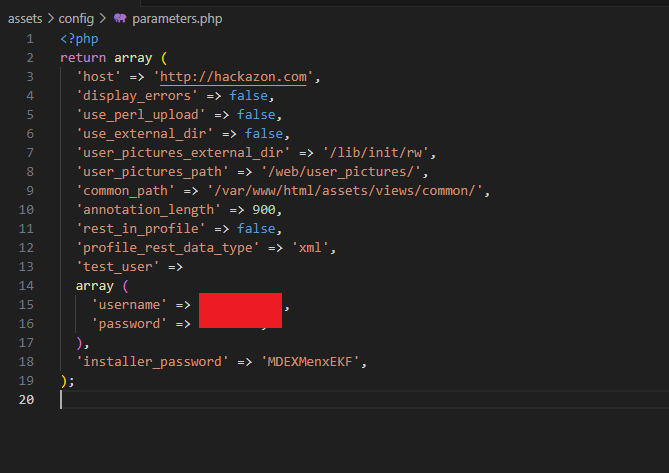 assets > config > parameters.php
1 <?php
2 return array (
3 'host' => 'http://hackazon.com',
4 'display_errors' => false,
5 'use_perl_upload' => false,
6 'use_external_dir' => false,
7 'user_pictures_external_dir' => '/lib/init/rw',
8 'user_pictures_path' => '/web/user_pictures/',
9 'common_path' => '/var/www/html/assets/views/common/',
10 'annotation_length' => 900,
11 'rest_in_profile' => false,
12 'profile_rest_data_type' => 'xml',
13 'test_user' =>
14 array (
15 'username' => ,
16 'password' => ,
17 ),
18 'installer_password' => 'MDEXMenxEKF',
19 );
20